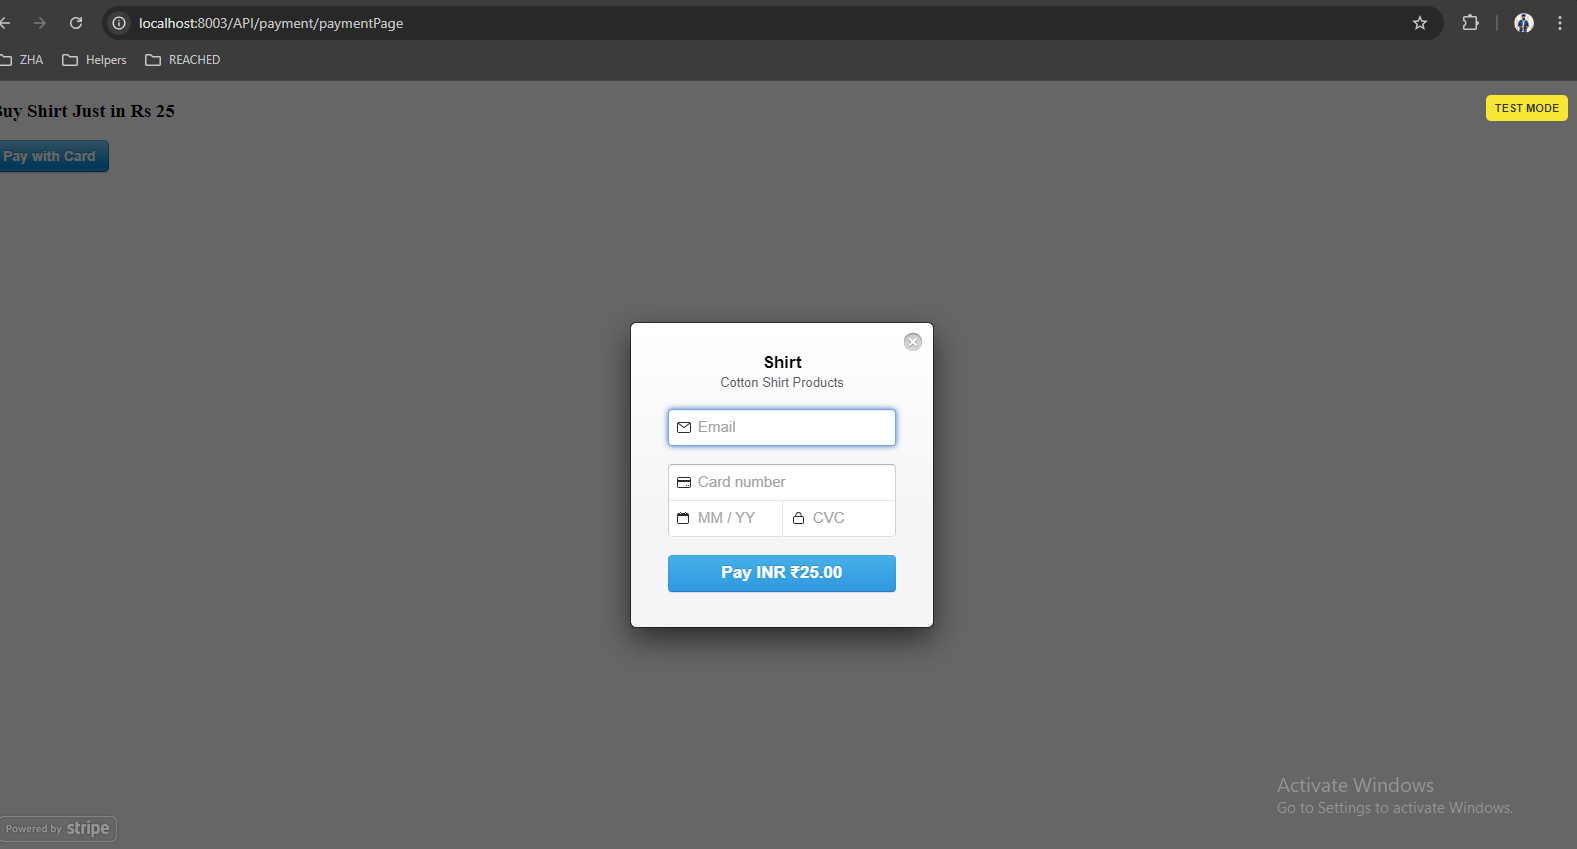 localhost:8003/API/payment/paymentPage
ZHA Helpers REACHED
Buy Shirt Just in Rs 25
TEST MODE
Pay with Card
Shirt
Cotton Shirt Products
Email
Card number
MM / YY CVC
Pay INR ₹25.00
Activate Windows
Go to Settings to activate Windows.
Powered by stripe